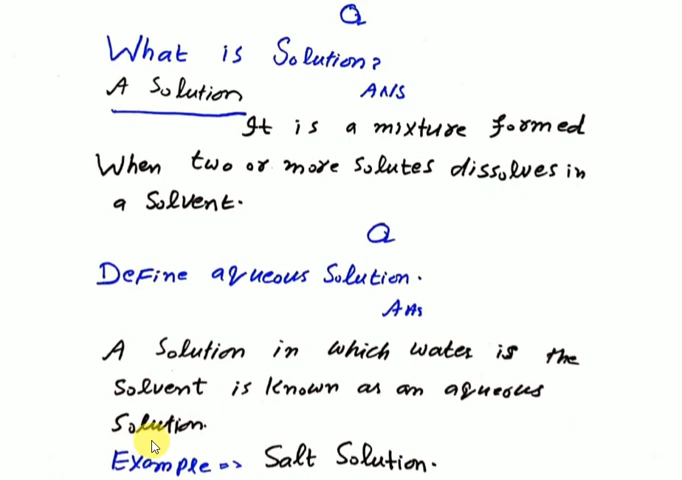 Q
What is Solution?
A Solution ANS
It is a mixture formed
When two or more Solutes dissolves in
a Solvent.
Q
Define aqueous Solution.
Ans
A Solution in which water is the
Solvent is known as an aqueous
Solution.
Example => Salt Solution.